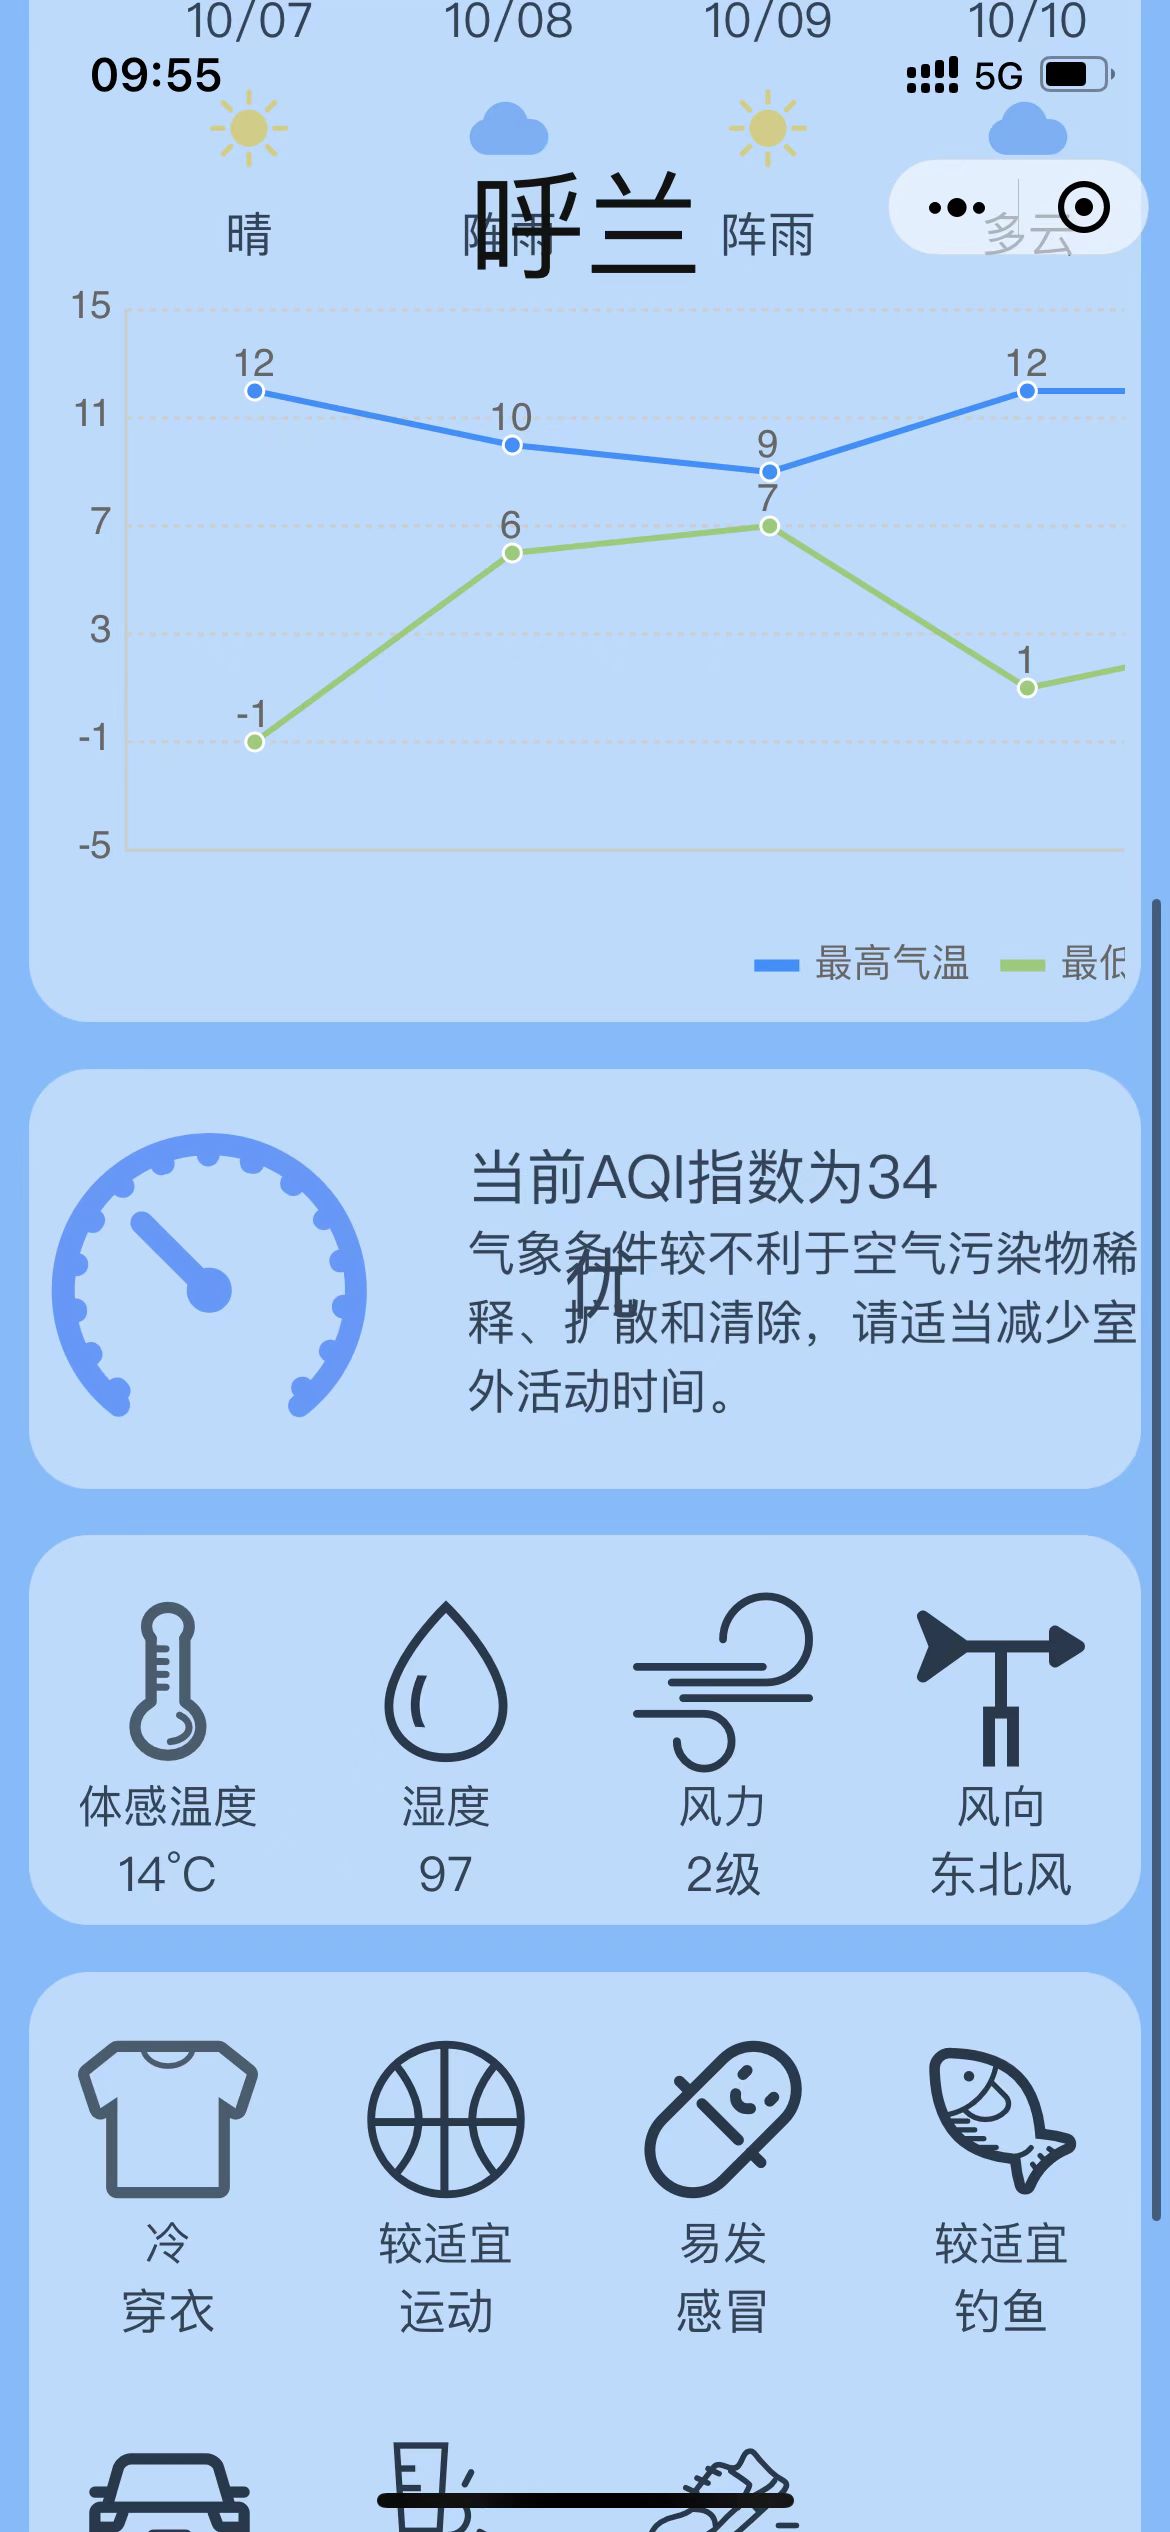 10/07 10/08 10/09 10/10
09:55 5G
呼兰
晴 阵雨 阵雨 多云
15
12 12
11
10
9
7
7
6
3
1
-1
-1
-5
最高气温 最低
当前AQI指数为34
优
气象条件较不利于空气污染物稀
释、扩散和清除，请适当减少室
外活动时间。
体感温度 湿度 风力 风向
14°C 97 2级 东北风
冷 较适宜 易发 较适宜
穿衣 运动 感冒 钓鱼